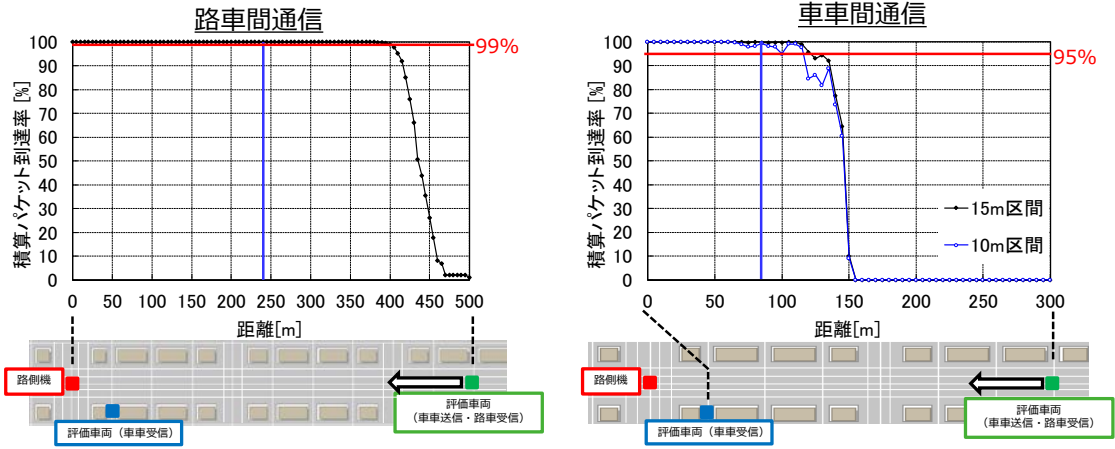 路車間通信
積算パケット到達率 [%]
100
90
80
70
60
50
40
30
20
10
0
99%
0 50 100 150 200 250 300 350 400 450 500
距離[m]
路側機
評価車両(車車受信)
評価車両
(車車送信・路車受信)
車車間通信
積算パケット到達率 [%]
100
90
80
70
60
50
40
30
20
10
0
95%
15m区間
10m区間
0 50 100 150 200 250 300
距離[m]
路側機
評価車両(車車受信)
評価車両
(車車送信・路車受信)